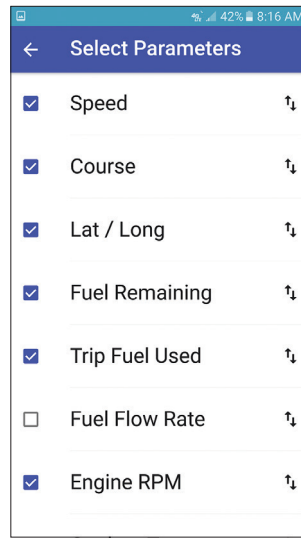 42% 8:16 AM
Select Parameters
Speed
Course
Lat / Long
Fuel Remaining
Trip Fuel Used
Fuel Flow Rate
Engine RPM